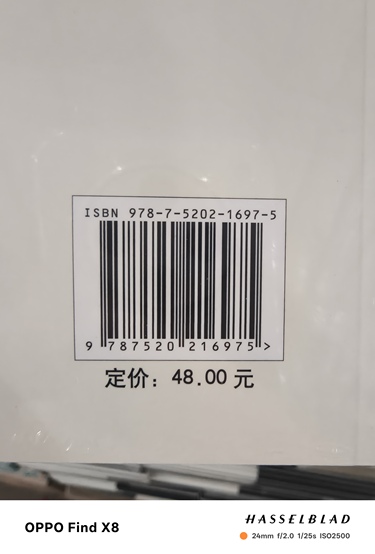 ISBN 978-7-5202-1697-5
9 787520 216975 >
定价：48.00 元
OPPO Find X8
HASSELBLAD
24mm f/2.0 1/25s ISO2500